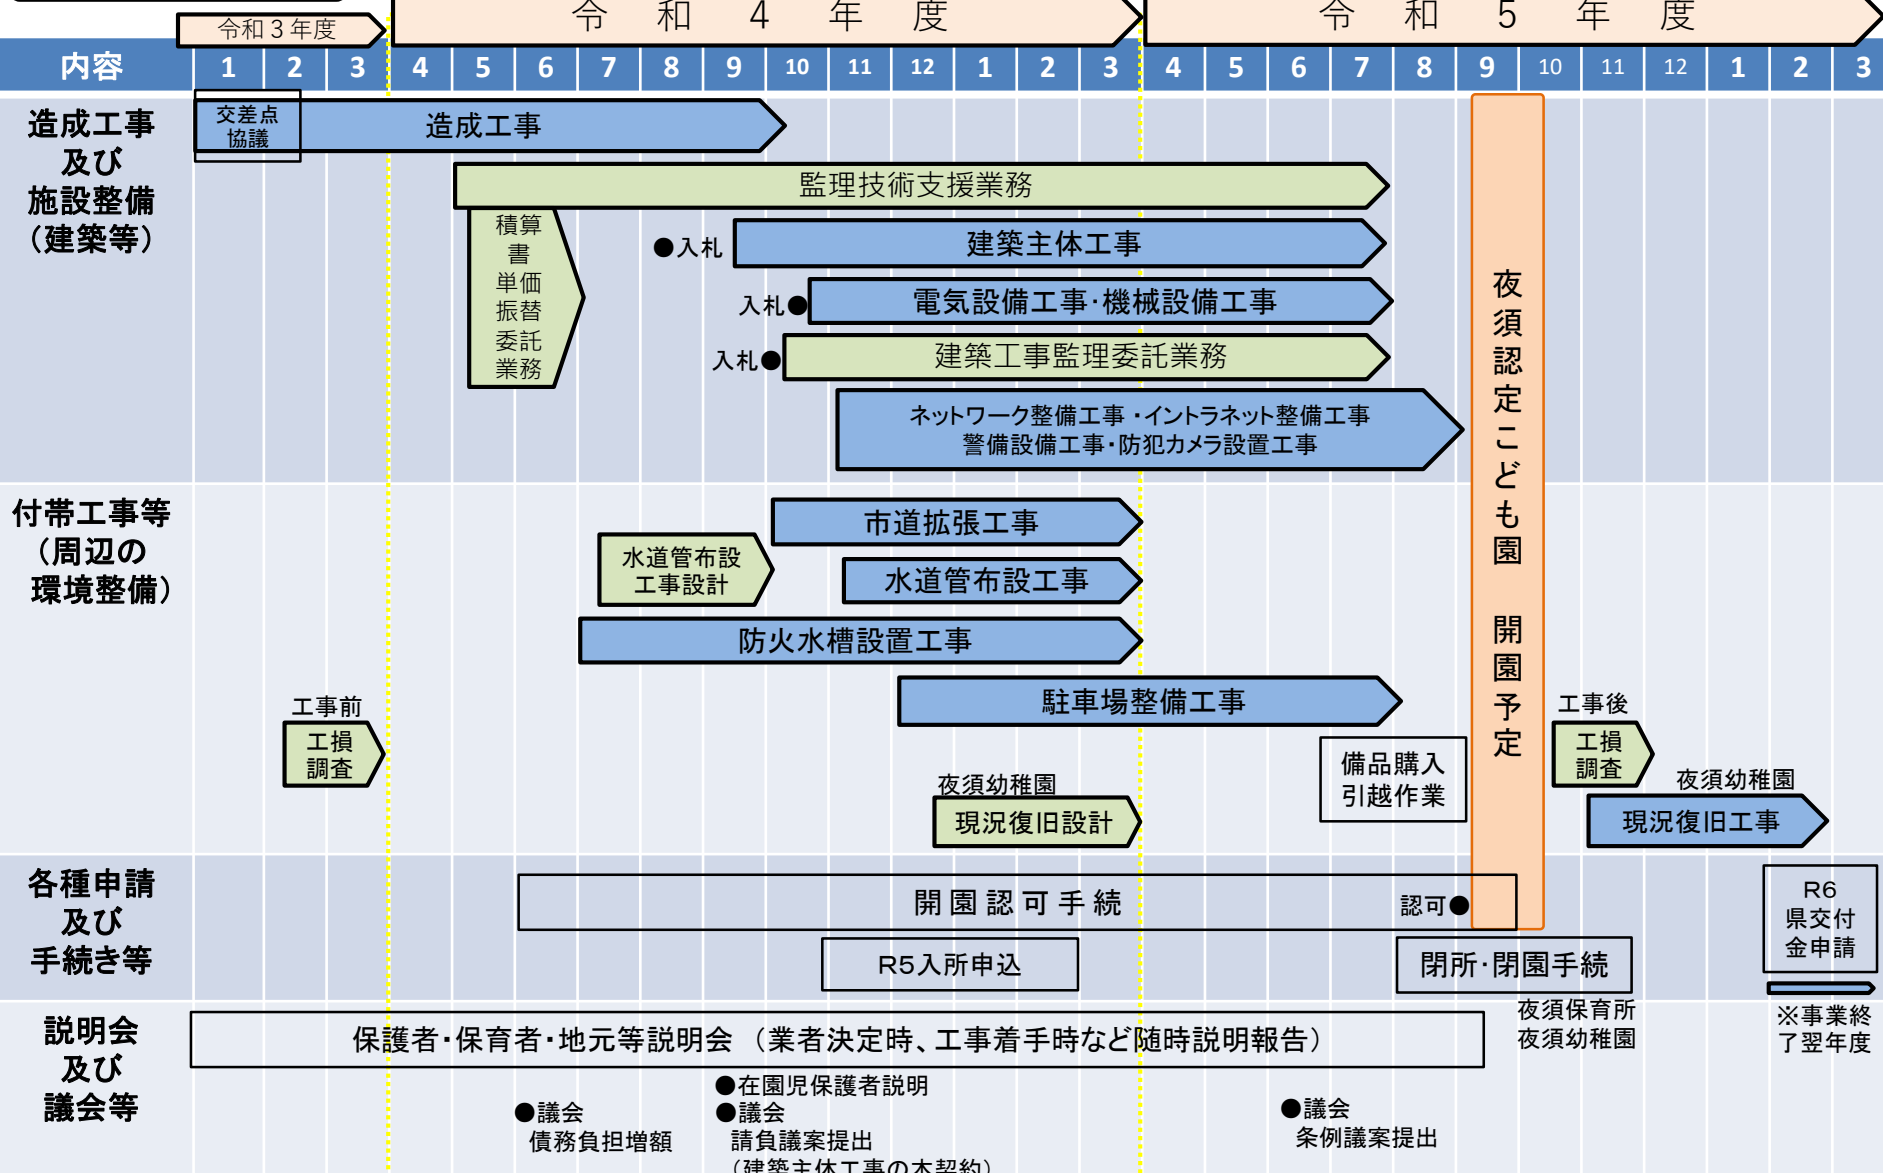 令和3年度
令和4年度
令和5年度
内容 1 2 3 4 5 6 7 8 9 10 11 12 1 2 3 4 5 6 7 8 9 10 11 12 1 2 3
造成工事
及び
施設整備
（建築等）
交差点
協議
造成工事
監理技術支援業務
積算
書
単価
振替
委託
業務
●入札
建築主体工事
入札●
電気設備工事･機械設備工事
入札●
建築工事監理委託業務
ネットワーク整備工事・イントラネット整備工事
警備設備工事･防犯カメラ設置工事
夜須認定こども園　開園予定
付帯工事等
（周辺の
環境整備）
市道拡張工事
水道管布設
工事設計
水道管布設工事
防火水槽設置工事
駐車場整備工事
工事前
工損
調査
備品購入
引越作業
工事後
工損
調査
夜須幼稚園
現況復旧設計
夜須幼稚園
現況復旧工事
各種申請
及び
手続き等
開園認可手続
認可●
R5入所申込
閉所･閉園手続
夜須保育所
夜須幼稚園
R6
県交付
金申請
※事業終
了翌年度
説明会
及び
議会等
保護者・保育者・地元等説明会（業者決定時、工事着手時など随時説明報告）
●議会
債務負担増額
●在園児保護者説明
●議会
請負議案提出
（建築主体工事の本契約）
●議会
条例議案提出